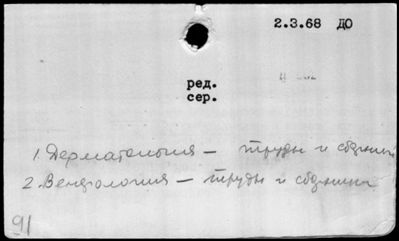 2.3.68 ДО
ред.
сер.
1. Дерматология — труды и сборники
2. Венерология — труды и сборники
91